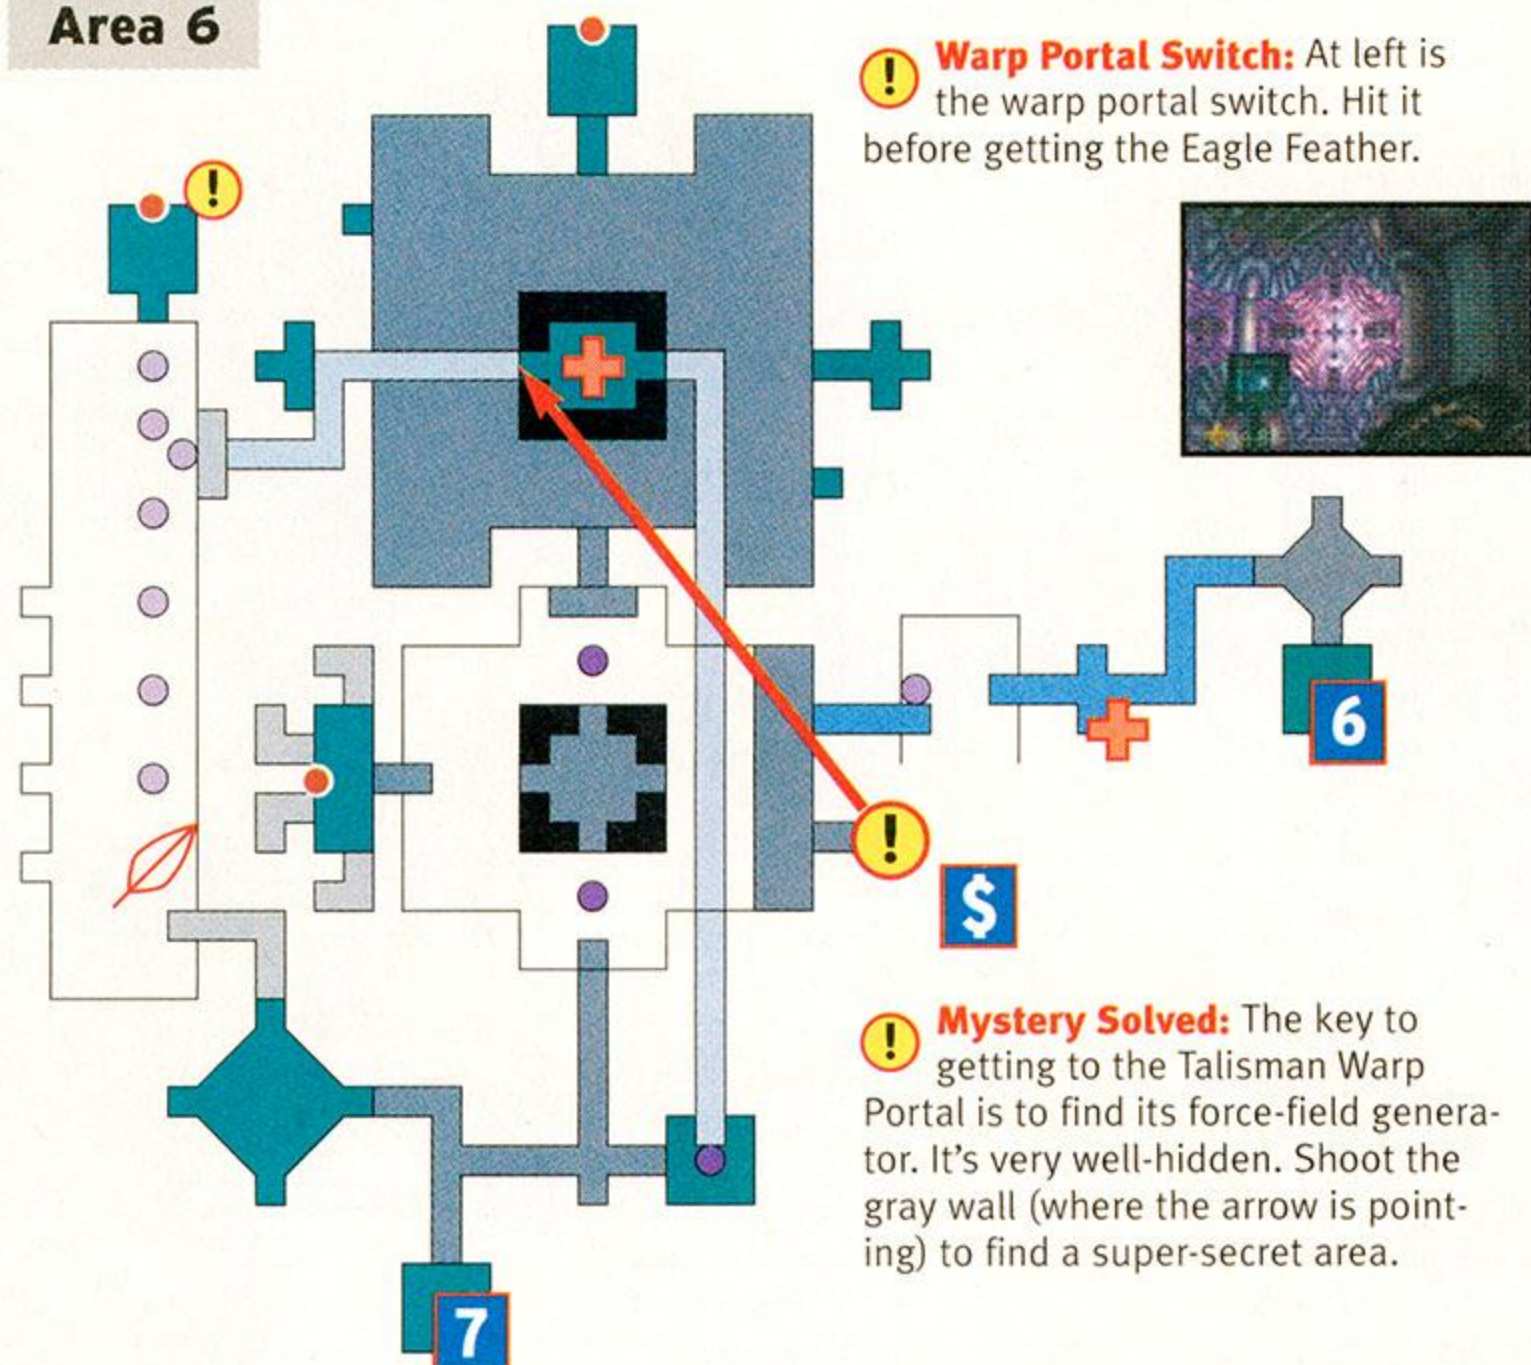 Area 6
! Warp Portal Switch: At left is
the warp portal switch. Hit it
before getting the Eagle Feather.
!
6
!
$
! Mystery Solved: The key to
getting to the Talisman Warp
Portal is to find its force-field genera-
tor. It's very well-hidden. Shoot the
gray wall (where the arrow is point-
ing) to find a super-secret area.
7